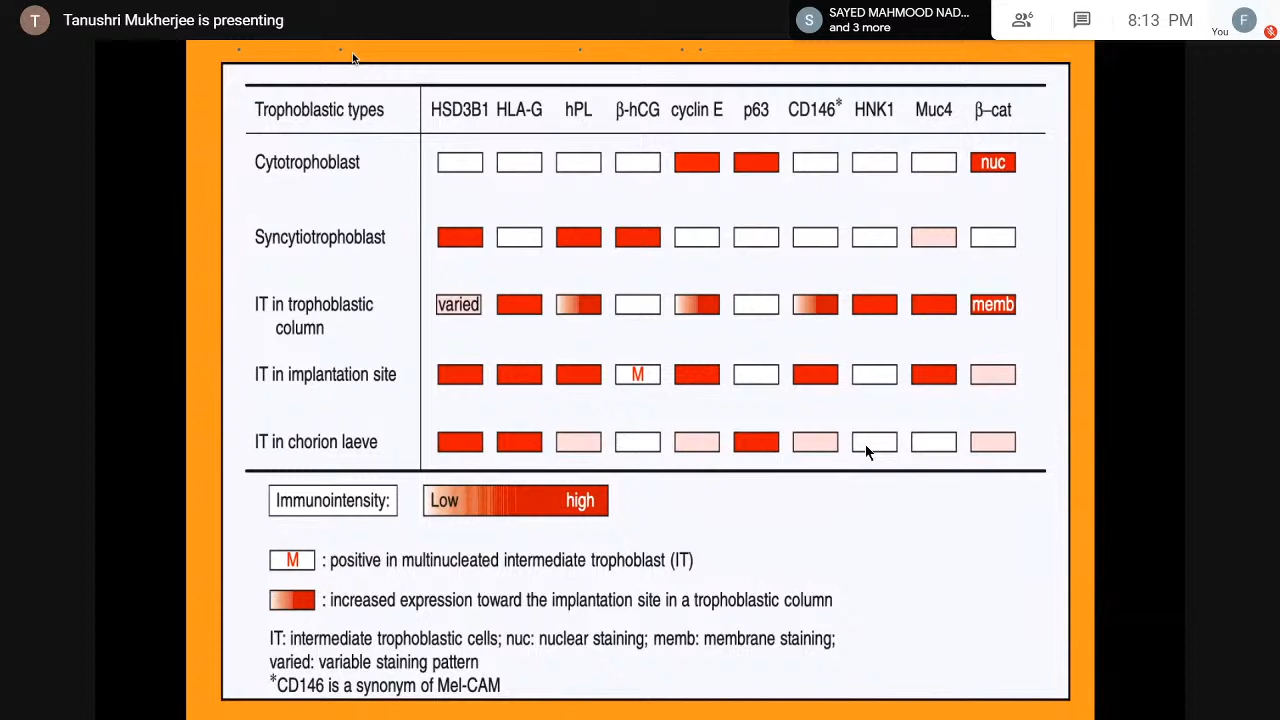 T Tanushri Mukherjee is presenting
S SAYED MAHMOOD NAD...
and 3 more
6
8:13 PM
You F
Trophoblastic types HSD3B1 HLA-G hPL β-hCG cyclin E p63 CD146* HNK1 Muc4 β–cat
Cytotrophoblast nuc
Syncytiotrophoblast
IT in trophoblastic varied memb
column
IT in implantation site M
IT in chorion laeve
Immunointensity: Low high
M : positive in multinucleated intermediate trophoblast (IT)
: increased expression toward the implantation site in a trophoblastic column
IT: intermediate trophoblastic cells; nuc: nuclear staining; memb: membrane staining;
varied: variable staining pattern
*CD146 is a synonym of Mel-CAM